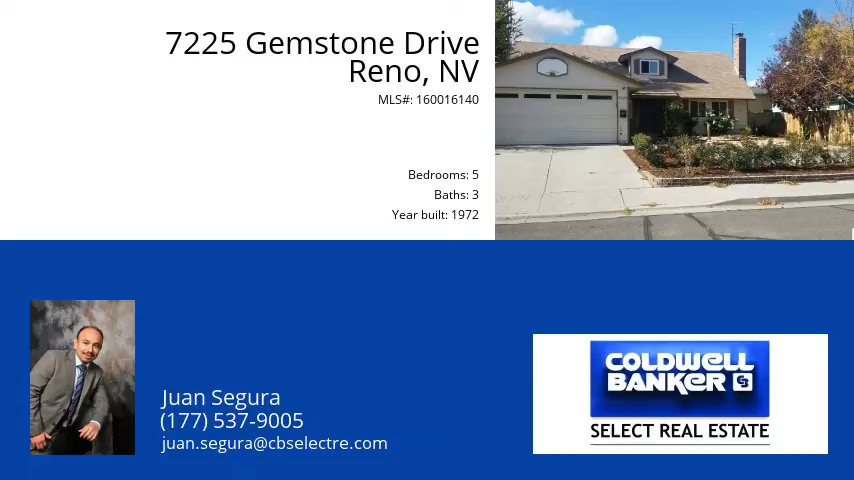 7225 Gemstone Drive
Reno, NV
MLS#: 160016140
Bedrooms: 5
Baths: 3
Year built: 1972
Juan Segura
(177) 537-9005
juan.segura@cbselectre.com
COLDWELL
BANKER CB
SELECT REAL ESTATE